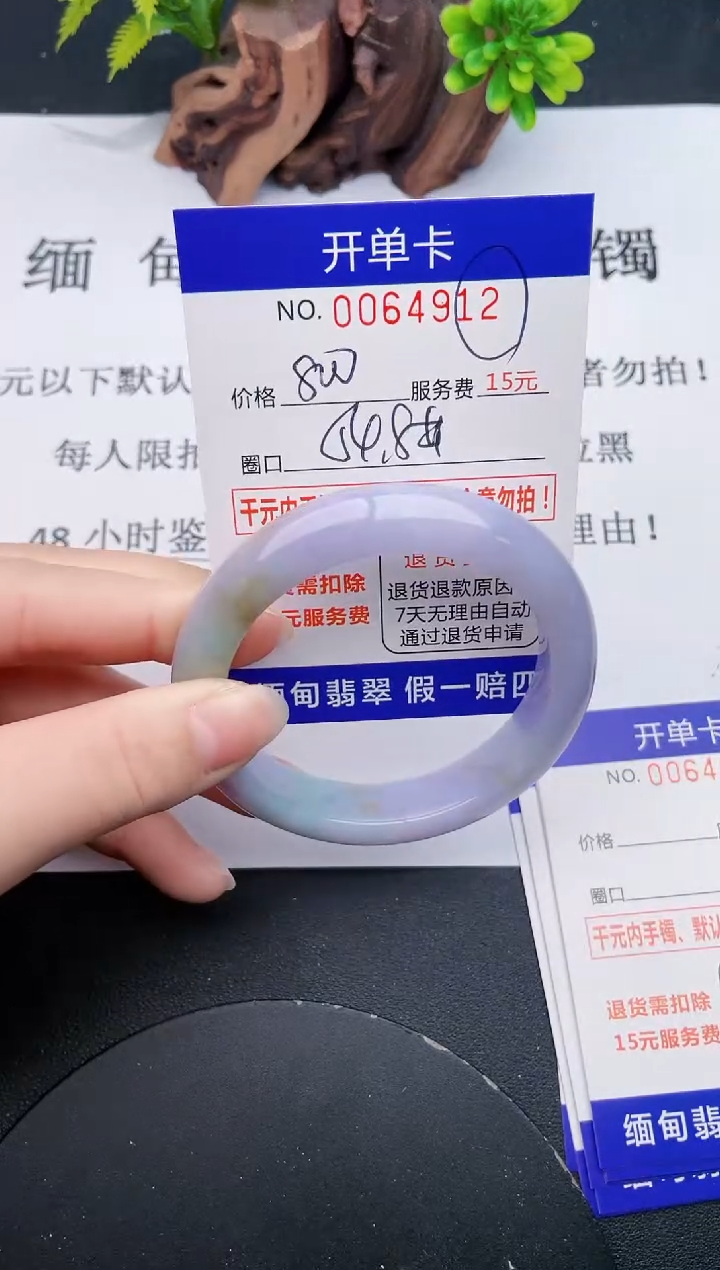 缅甸
镯
开单卡
NO. 0064912
元以下默认
者勿拍！
价格 800 服务费 15元
每人限拍
拉黑
圈口 54.8
48小时鉴
理由！
千元内
勿拍！
需扣除
元服务费
退货退款原因
7天无理由自动
通过退货申请
缅甸翡翠 假一赔四
开单卡
NO. 0064
价格
圈口
千元内手镯、默认
退货需扣除
15元服务费
缅甸翡